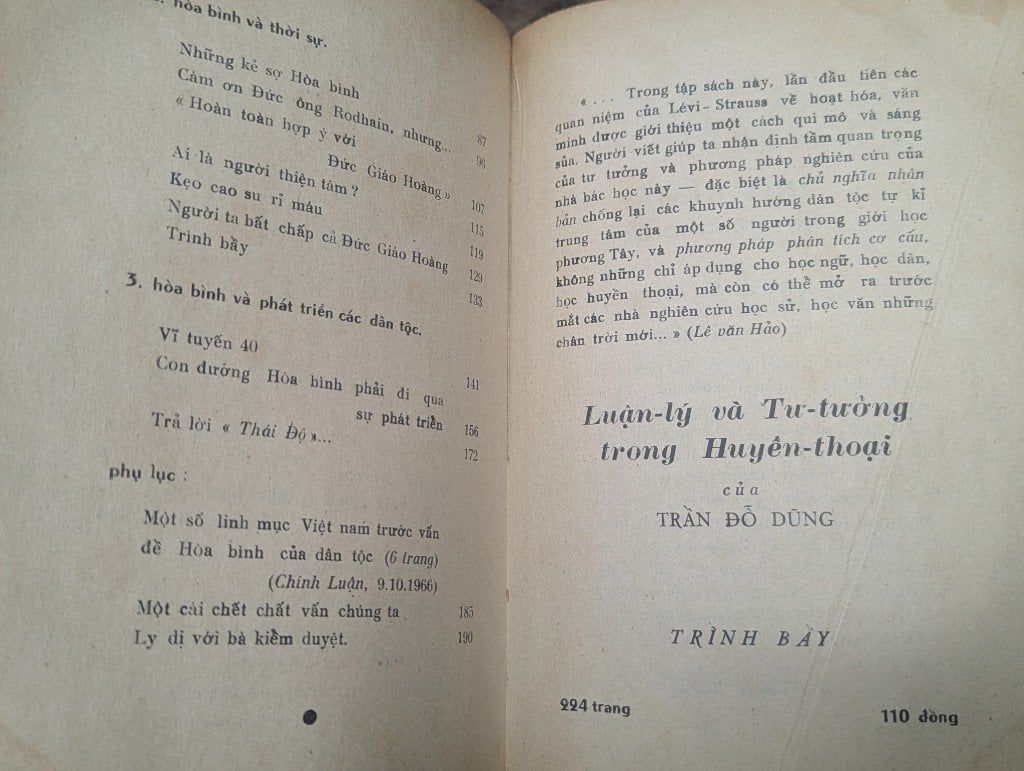 hòa bình và thời sự.
Những kẻ sợ Hòa bình 87
Cảm ơn Đức ông Rodhain, nhưng... 96
« Hoàn toàn hợp ý với
Đức Giáo Hoàng» 107
Ai là người thiện tâm ? 115
Kẹo cao su rỉ máu 119
Người ta bất chấp cả Đức Giáo Hoàng 129
Trình bầy 133
3. hòa bình và phát triển các dân tộc.
Vĩ tuyến 40 141
Con đường Hòa bình phải đi qua
sự phát triển 156
Trả lời « Thái Độ»... 172
phụ lục :
Một số linh mục Việt nam trước vấn
đề Hòa bình của dân tộc (6 trang)
(Chính Luận, 9.10.1966)
Một cái chết chất vấn chúng ta 185
Ly dị với bà kiểm duyệt. 190
« . . . Trong tập sách này, lần đầu tiên các
quan niệm của Lévi-Strauss về hoạt hóa, văn
minh được giới thiệu một cách qui mô và sáng
sủa. Người viết giúp ta nhận định tầm quan trọng
của tư tưởng và phương pháp nghiên cứu của
nhà bác học này — đặc biệt là chủ nghĩa nhân
bản chống lại các khuynh hướng dân tộc tự kỉ
trung tâm của một số người trong giới học
phương Tây, và phương pháp phân tích cơ cấu,
không những chỉ áp dụng cho học ngữ, học dân,
học huyền thoại, mà còn có thể mở ra trước
mắt các nhà nghiên cứu học sử, học văn những
chân trời mới... » (Lê văn Hảo)
Luận-lý và Tư-tưởng
trong Huyền-thoại
của
TRẦN ĐỖ DŨNG
TRÌNH BẦY
224 trang
110 đồng